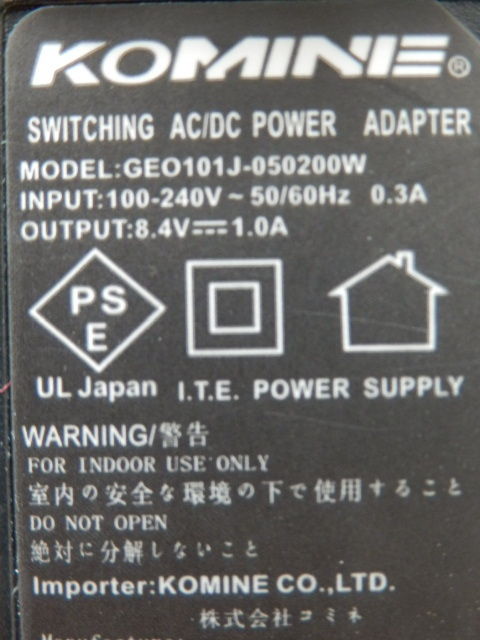 KOMINE®
SWITCHING AC/DC POWER ADAPTER
MODEL:GEO101J-050200W
INPUT:100-240V ~ 50/60Hz 0.3A
OUTPUT:8.4V⎓1.0A
PS
E
UL Japan I.T.E. POWER SUPPLY
WARNING/警告
FOR INDOOR USE ONLY
室内の安全な環境の下で使用すること
DO NOT OPEN
絶対に分解しないこと
Importer:KOMINE CO.,LTD.
株式会社コミネ